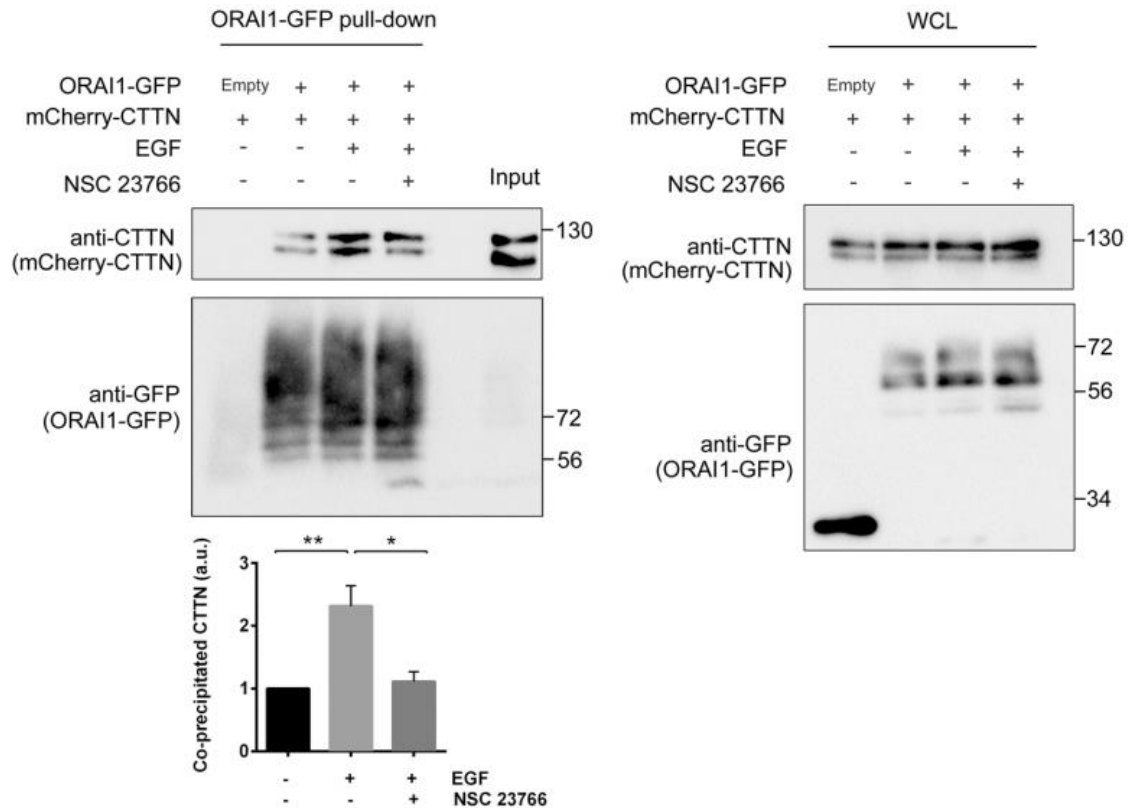 ORAI1-GFP pull-down
ORAI1-GFP Empty + + +
mCherry-CTTN + + + +
EGF - - + +
NSC 23766 - - - + Input
anti-CTTN
(mCherry-CTTN)
130
anti-GFP
(ORAI1-GFP)
72
56
Co-precipitated CTTN (a.u.)
3
2
1
0
** *
- + + EGF
- - + NSC 23766
WCL
ORAI1-GFP Empty + + +
mCherry-CTTN + + + +
EGF - - + +
NSC 23766 - - - +
anti-CTTN
(mCherry-CTTN)
130
72
56
anti-GFP
(ORAI1-GFP)
34